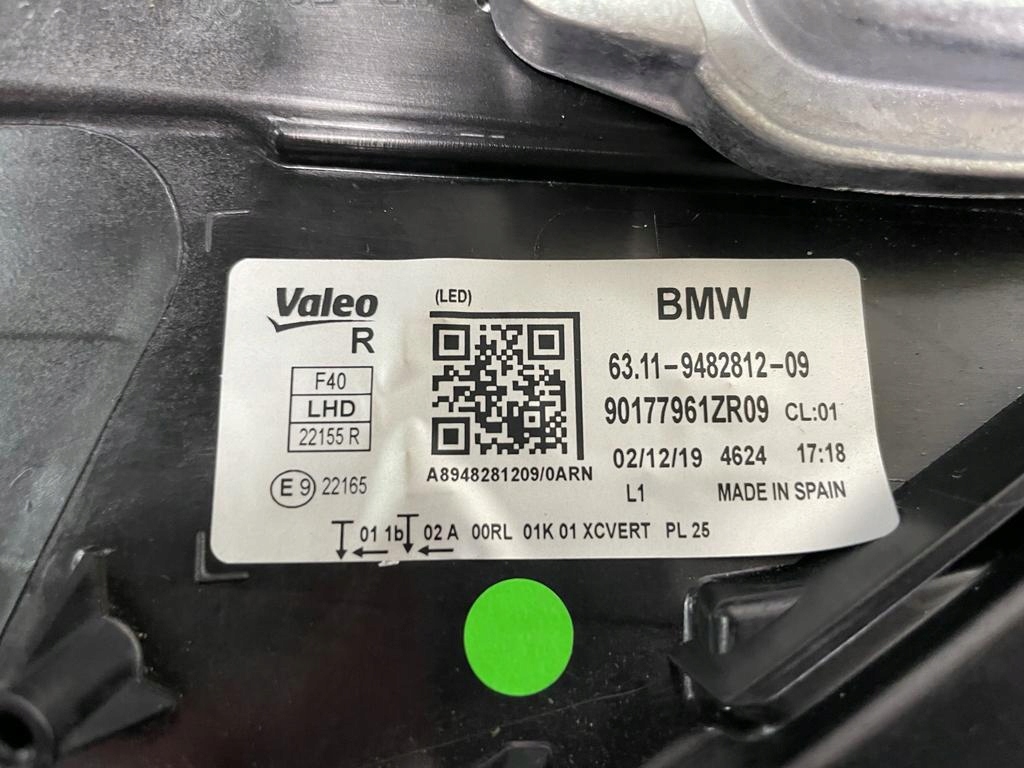 Valeo
R
(LED)
BMW
F40
LHD
22155 R
E 9 22165
A8948281209/0ARN
63.11-9482812-09
90177961ZR09 CL:01
02/12/19 4624 17:18
L1 MADE IN SPAIN
01 1b 02 A 00RL 01K 01 XCVERT PL 25